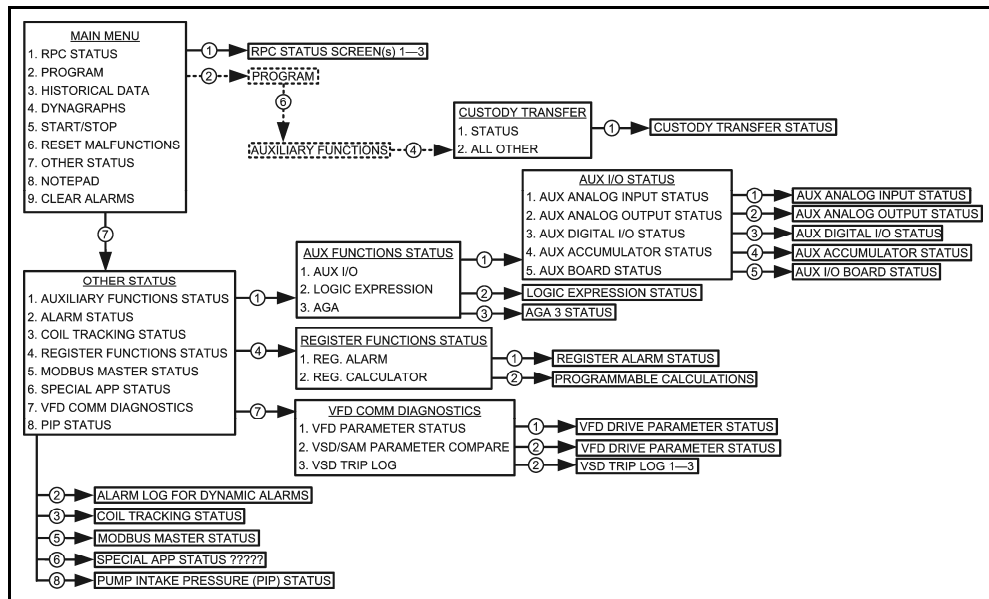 MAIN MENU
1. RPC STATUS
2. PROGRAM
3. HISTORICAL DATA
4. DYNAGRAPHS
5. START/STOP
6. RESET MALFUNCTIONS
7. OTHER STATUS
8. NOTEPAD
9. CLEAR ALARMS
1
RPC STATUS SCREEN(s) 1—3
2
PROGRAM
6
AUXILIARY FUNCTIONS
4
CUSTODY TRANSFER
1. STATUS
2. ALL OTHER
1
CUSTODY TRANSFER STATUS
7
OTHER STATUS
1. AUXILIARY FUNCTIONS STATUS
2. ALARM STATUS
3. COIL TRACKING STATUS
4. REGISTER FUNCTIONS STATUS
5. MODBUS MASTER STATUS
6. SPECIAL APP STATUS
7. VFD COMM DIAGNOSTICS
8. PIP STATUS
1
AUX FUNCTIONS STATUS
1. AUX I/O
2. LOGIC EXPRESSION
3. AGA
1
AUX I/O STATUS
1. AUX ANALOG INPUT STATUS
2. AUX ANALOG OUTPUT STATUS
3. AUX DIGITAL I/O STATUS
4. AUX ACCUMULATOR STATUS
5. AUX BOARD STATUS
1
AUX ANALOG INPUT STATUS
2
AUX ANALOG OUTPUT STATUS
3
AUX DIGITAL I/O STATUS
4
AUX ACCUMULATOR STATUS
5
AUX I/O BOARD STATUS
2
LOGIC EXPRESSION STATUS
3
AGA 3 STATUS
4
REGISTER FUNCTIONS STATUS
1. REG. ALARM
2. REG. CALCULATOR
1
REGISTER ALARM STATUS
2
PROGRAMMABLE CALCULATIONS
7
VFD COMM DIAGNOSTICS
1. VFD PARAMETER STATUS
2. VSD/SAM PARAMETER COMPARE
3. VSD TRIP LOG
1
VFD DRIVE PARAMETER STATUS
2
VFD DRIVE PARAMETER STATUS
2
VSD TRIP LOG 1—3
2
ALARM LOG FOR DYNAMIC ALARMS
3
COIL TRACKING STATUS
5
MODBUS MASTER STATUS
6
SPECIAL APP STATUS ?????
8
PUMP INTAKE PRESSURE (PIP) STATUS